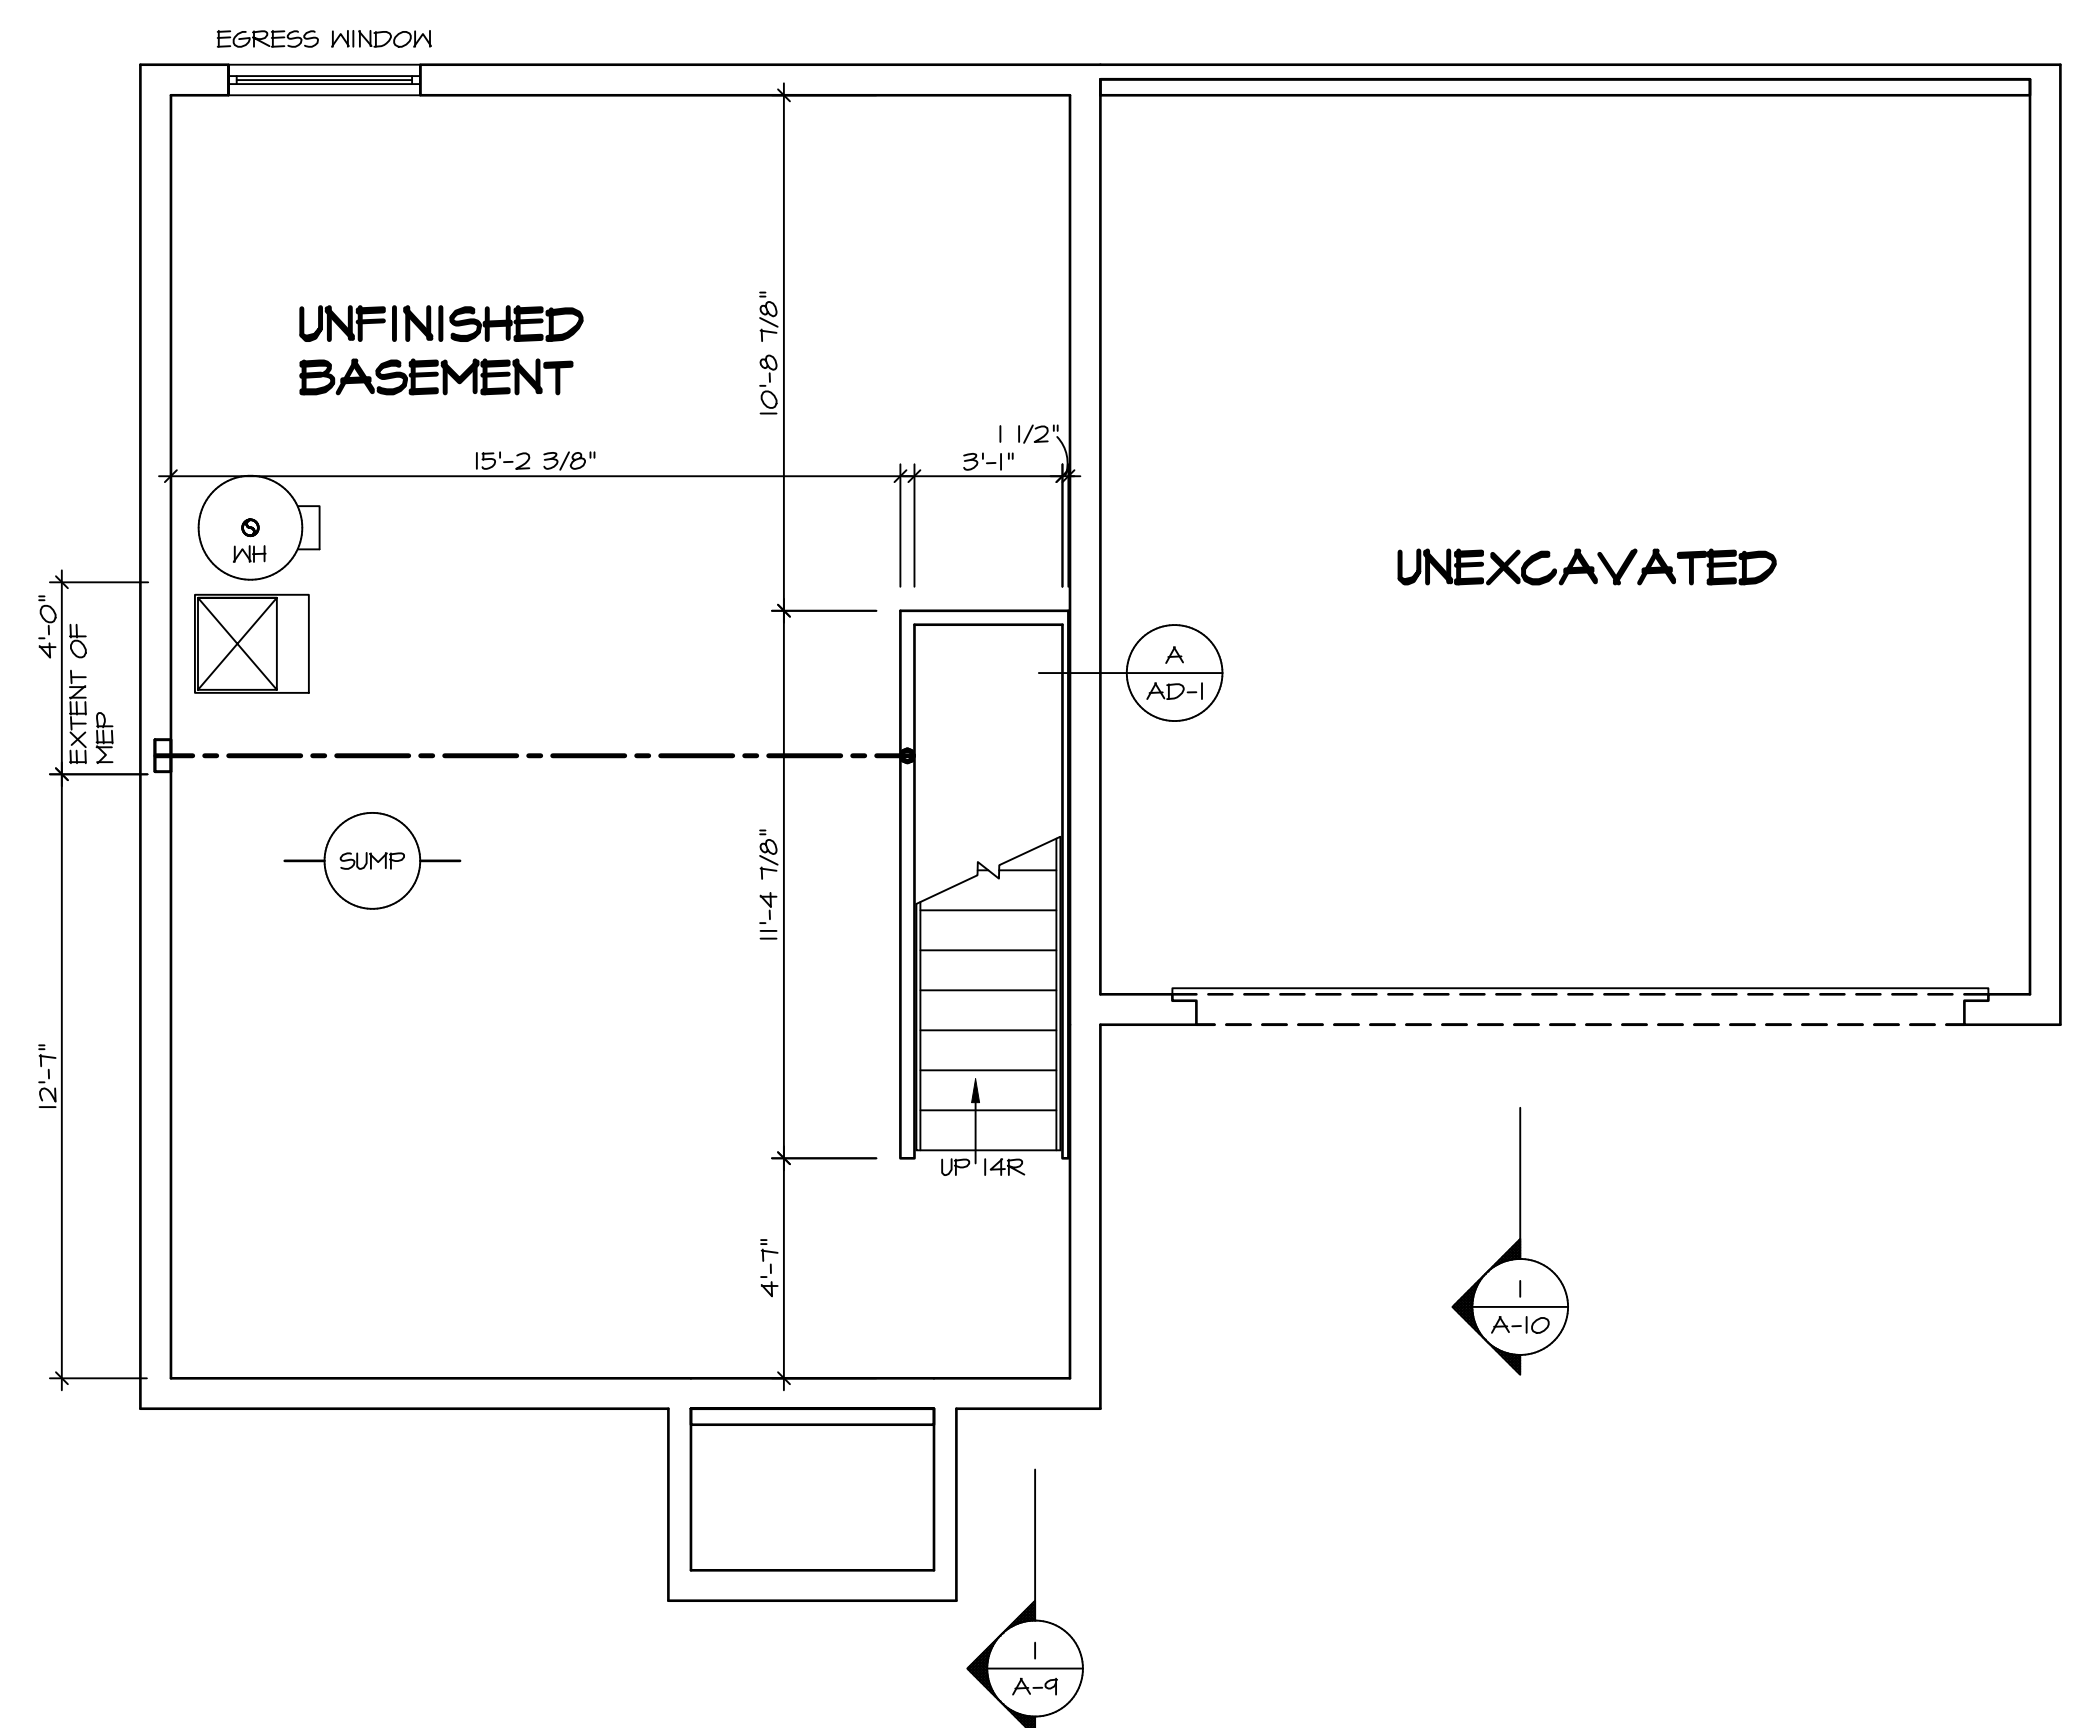 EGRESS WINDOW
UNFINISHED
BASEMENT
10'-8 7/8"
15'-2 3/8"
3'-1"
1 1/2"
WH
4'-0"
EXTENT OF
MEP
UNEXCAVATED
A
AD-1
SUMP
11'-4 7/8"
12'-7"
UP 14R
4'-7"
1
A-10
1
A-9